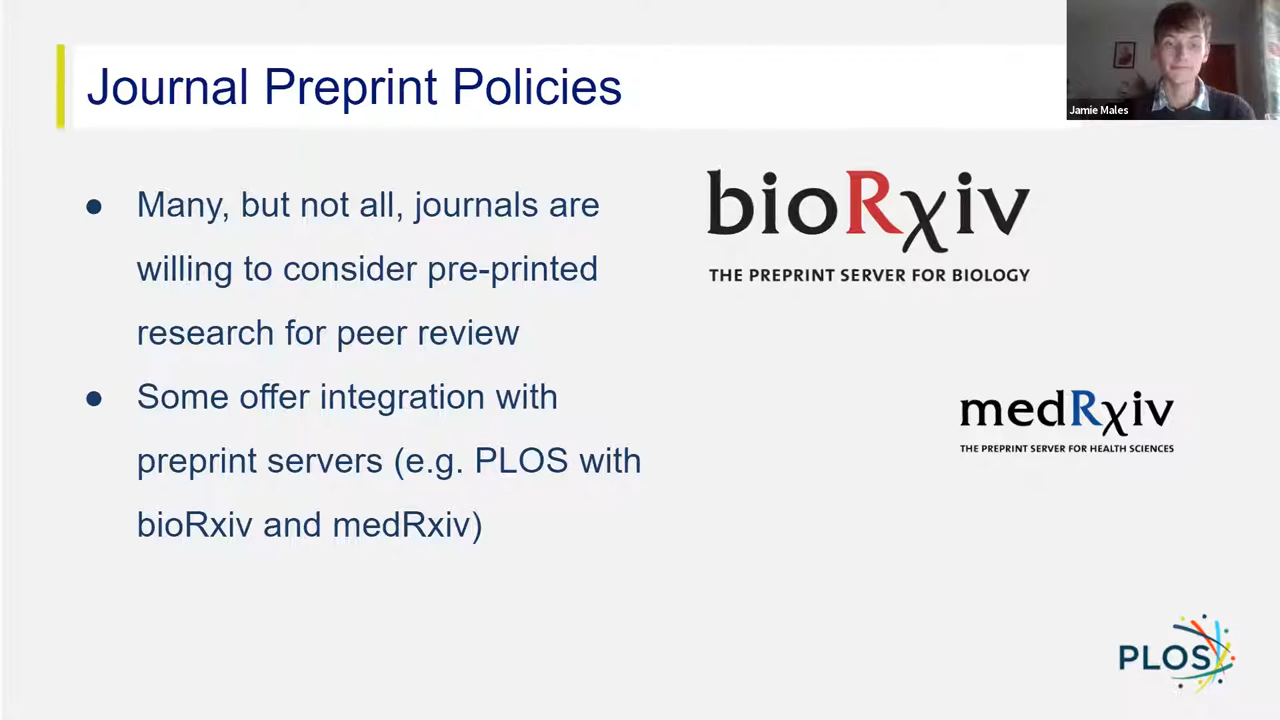 Journal Preprint Policies
Jamie Males
● Many, but not all, journals are
willing to consider pre-printed
research for peer review
● Some offer integration with
preprint servers (e.g. PLOS with
bioRxiv and medRxiv)
bioRχiv
THE PREPRINT SERVER FOR BIOLOGY
medRχiv
THE PREPRINT SERVER FOR HEALTH SCIENCES
PLOS